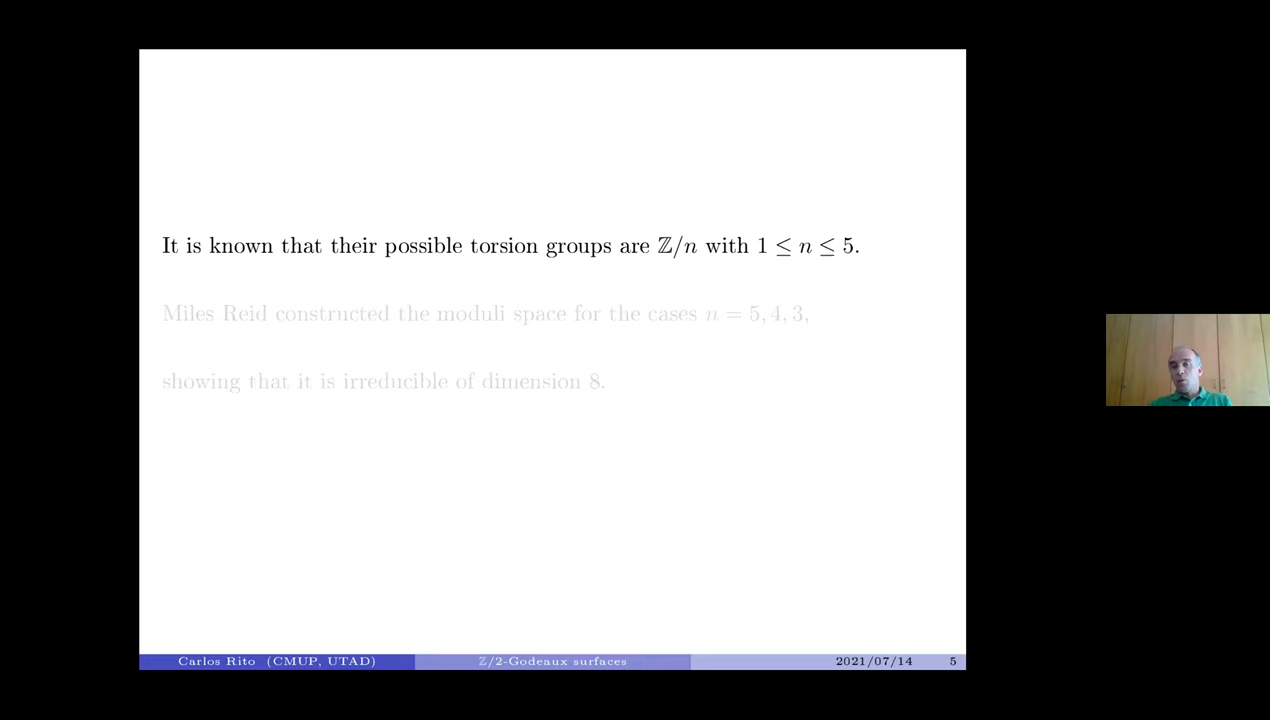 It is known that their possible torsion groups are ℤ/n with 1 ≤ n ≤ 5.
Miles Reid constructed the moduli space for the cases n = 5, 4, 3,
showing that it is irreducible of dimension 8.
Carlos Rito (CMUP, UTAD) ℤ/2-Godeaux surfaces 2021/07/14 5